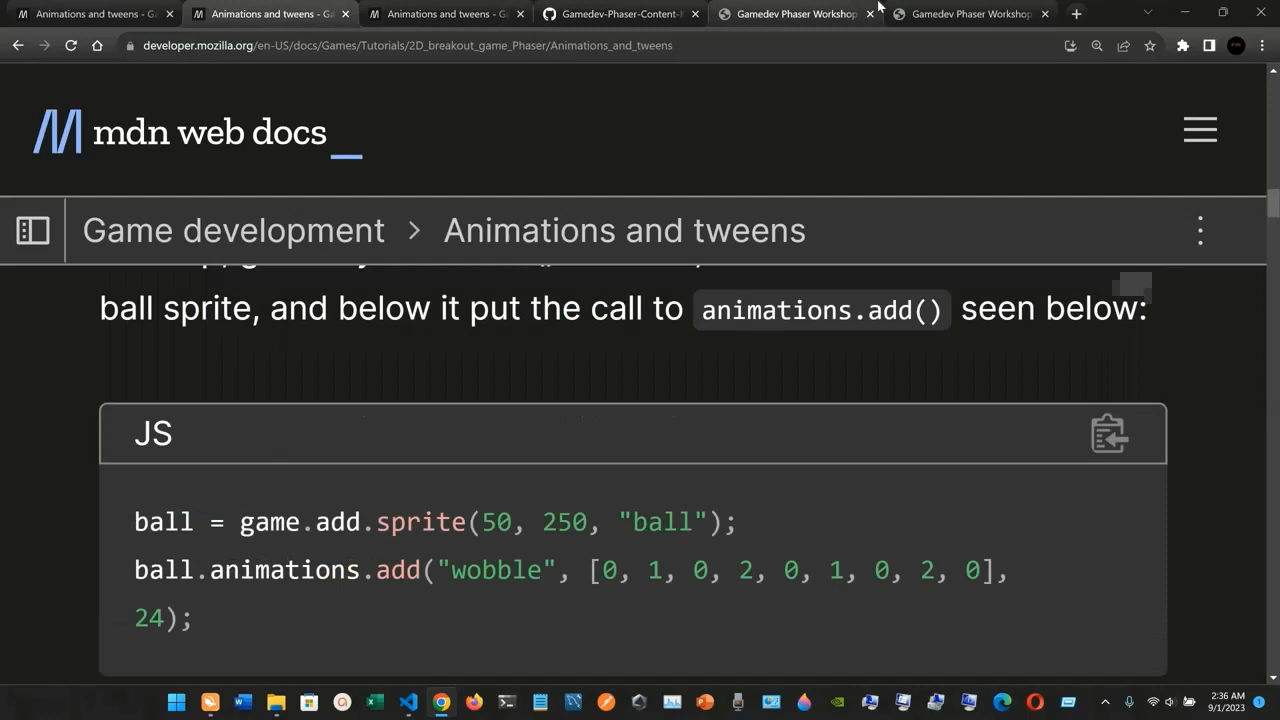 Animations and tweens - G
Animations and tweens - G
Animations and tweens - G
Gamedev-Phaser-Content-
Gamedev Phaser Workshop
Gamedev Phaser Workshop
developer.mozilla.org/en-US/docs/Games/Tutorials/2D_breakout_game_Phaser/Animations_and_tweens
mdn web docs_
Game development > Animations and tweens
ball sprite, and below it put the call to animations.add() seen below:
JS
ball = game.add.sprite(50, 250, "ball");
ball.animations.add("wobble", [0, 1, 0, 2, 0, 1, 0, 2, 0],
24);
2:36 AM
9/1/2023